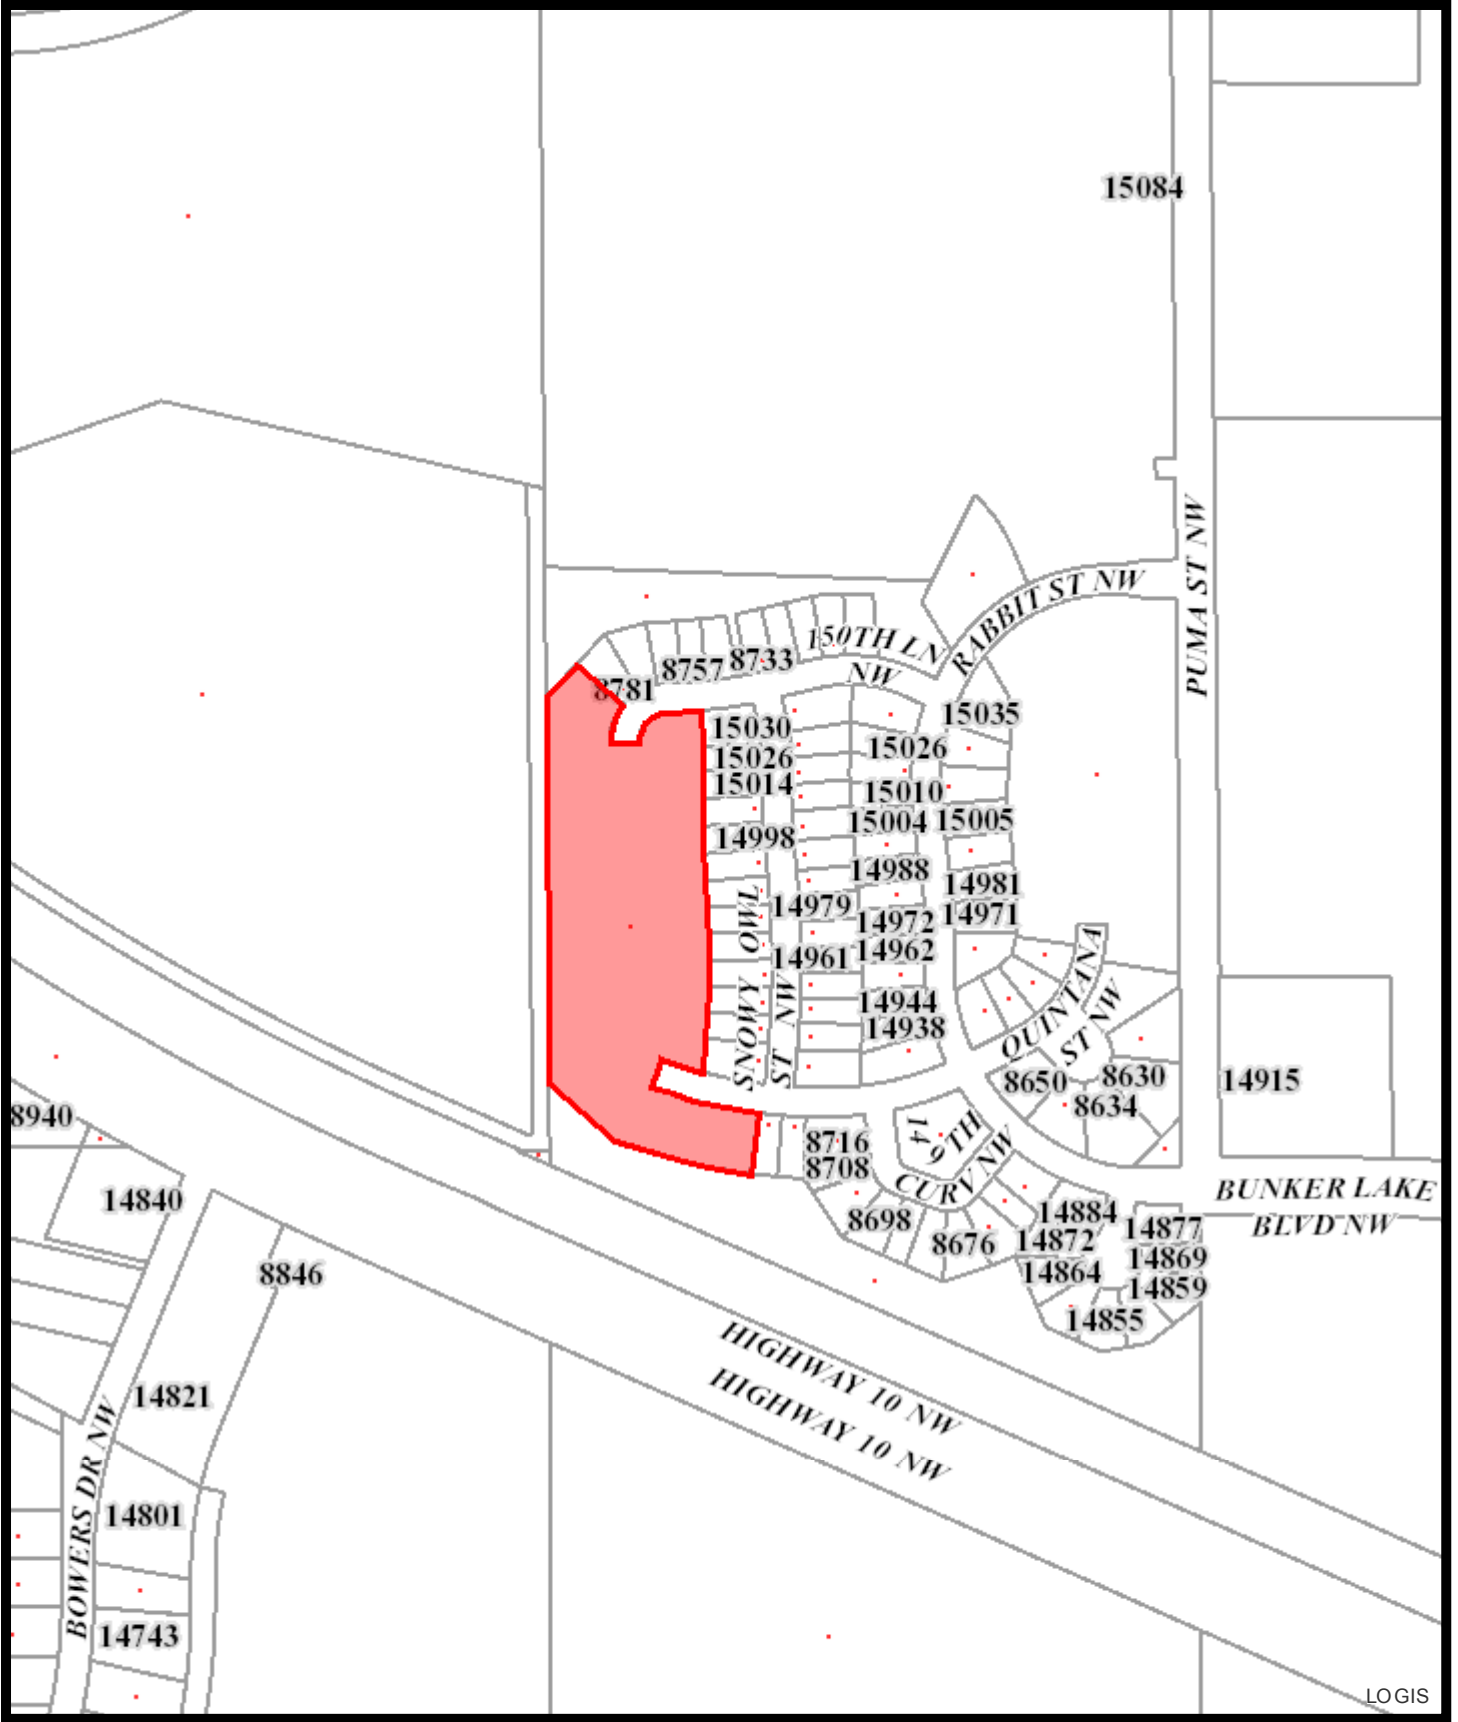 15084
PUMA ST NW
RABBIT ST NW
150TH LN
NW
8733
8757
8781
15030
15026
15014
14998
15035
15026
15010
15004
15005
14988
14981
14979
14972
14971
14961
14962
14944
14938
SNOWY OWL
ST NW
QUINTANA
ST NW
8650
8630
8634
14915
8940
14840
8846
8716
8708
149TH
CURV NW
8698
8676
14884
14872
14864
14877
14869
14859
14855
BUNKER LAKE
BLVD NW
HIGHWAY 10 NW
HIGHWAY 10 NW
14821
BOWERS DR NW
14801
14743
LOGIS